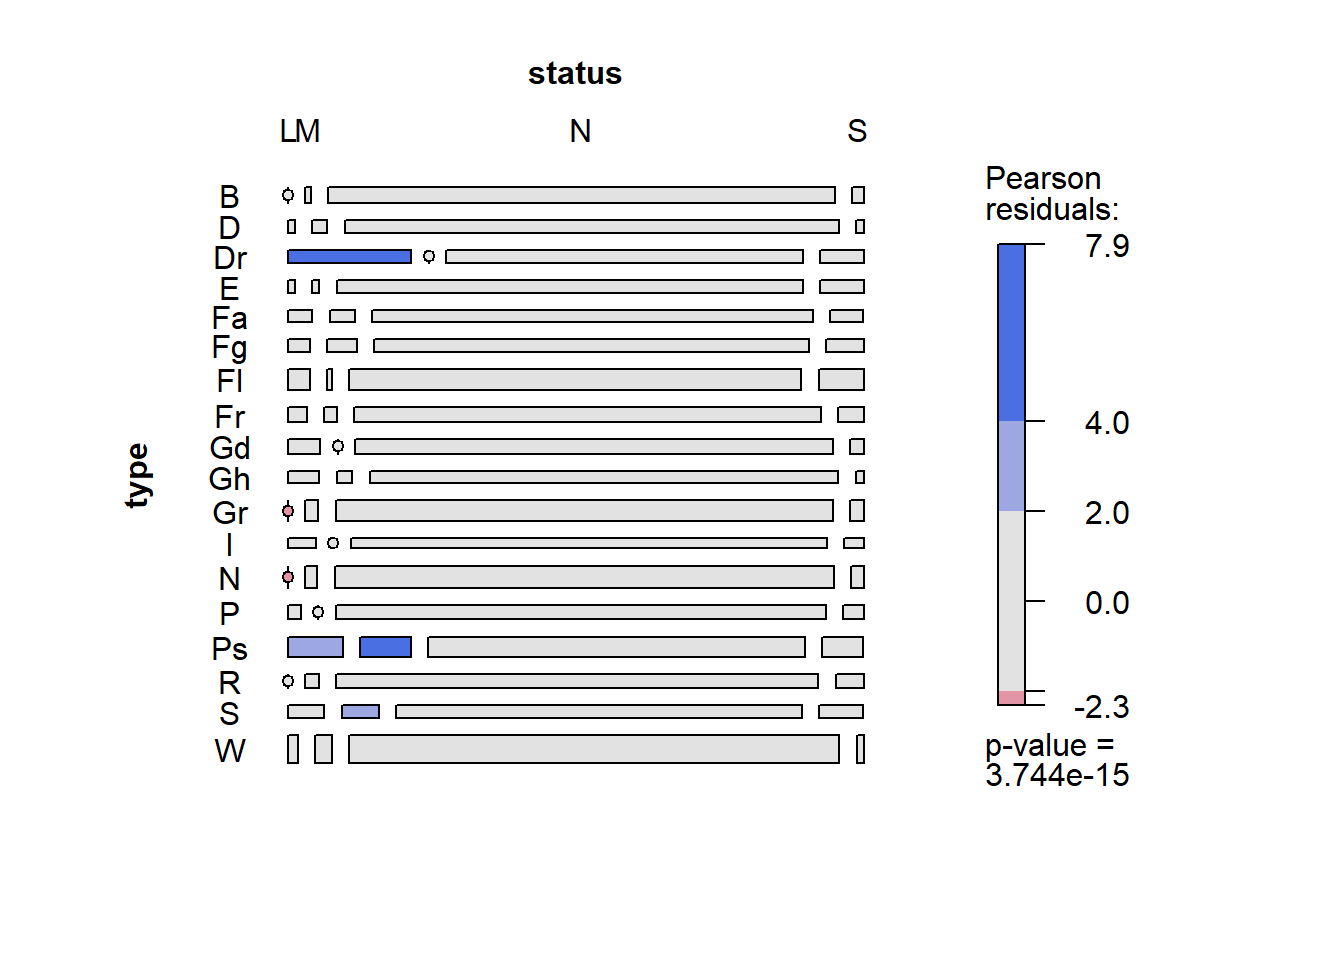 status
L M N S
type
B
D
Dr
E
Fa
Fg
Fl
Fr
Gd
Gh
Gr
I
N
P
Ps
R
S
W
Pearson
residuals:
7.9
4.0
2.0
0.0
-2.3
p-value =
3.744e-15